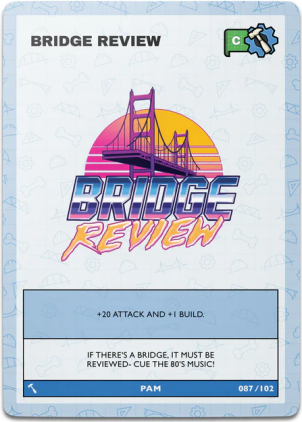 BRIDGE REVIEW
C
BRIDGE
REVIEW
+20 ATTACK AND +1 BUILD.
IF THERE'S A BRIDGE, IT MUST BE
REVIEWED- CUE THE 80'S MUSIC!
PAM
087/102